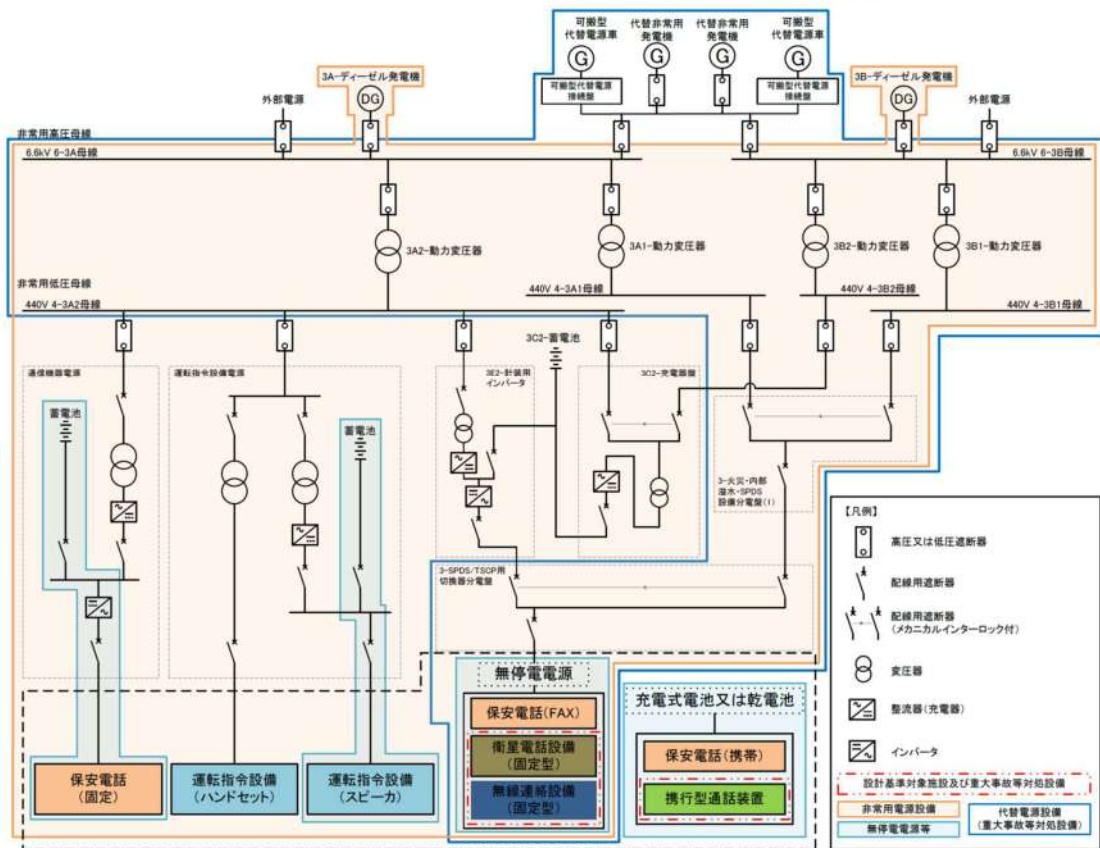 可搬型
代替電源車
代替非常用
発電機
代替非常用
発電機
可搬型
代替電源車
G
G
G
G
3A-ディーゼル発電機
DG
可搬型代替電源
接続盤
可搬型代替電源
接続盤
3B-ディーゼル発電機
DG
外部電源
外部電源
非常用高圧母線
6.6kV 6-3A母線
6.6kV 6-3B母線
3A2-動力変圧器
3A1-動力変圧器
3B2-動力変圧器
3B1-動力変圧器
非常用低圧母線
440V 4-3A2母線
440V 4-3A1母線
440V 4-3B2母線
440V 4-3B1母線
通信機器電源
運転指令設備電源
3E2-計装用
インバータ
3C2-蓄電池
3C2-充電器盤
蓄電池
蓄電池
3-火災・内部
溢水・SPDS
設備分電盤(1)
3-SPDS/TSCP用
切換器分電盤
無停電電源
保安電話(FAX)
衛星電話設備
(固定型)
無線連絡設備
(固定型)
充電式電池又は乾電池
保安電話(携帯)
携行型通話装置
保安電話
(固定)
運転指令設備
(ハンドセット)
運転指令設備
(スピーカ)
【凡例】
高圧又は低圧遮断器
配線用遮断器
配線用遮断器
(メカニカルインターロック付)
変圧器
整流器(充電器)
インバータ
設計基準対象施設及び重大事故等対処設備
非常用電源設備
無停電電源等
代替電源設備
(重大事故等対処設備)